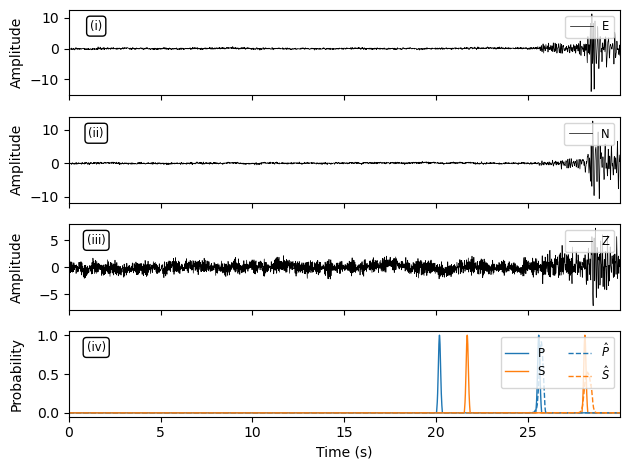 Amplitude
10
0
−10
(i)
E
Amplitude
10
0
−10
(ii)
N
Amplitude
5
0
−5
(iii)
Z
Probability
1.0
0.5
0.0
(iv)
P
S
P̂
Ŝ
0 5 10 15 20 25
Time (s)